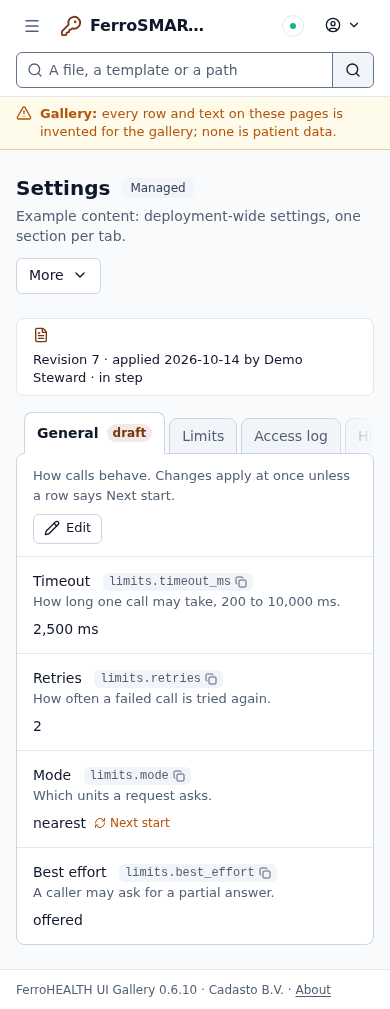 FerroSMAR...
A file, a template or a path
Gallery: every row and text on these pages is
invented for the gallery; none is patient data.
Settings Managed
Example content: deployment-wide settings, one
section per tab.
More
Revision 7 · applied 2026-10-14 by Demo
Steward · in step
General draft Limits Access log
How calls behave. Changes apply at once unless
a row says Next start.
Edit
Timeout limits.timeout_ms
How long one call may take, 200 to 10,000 ms.
2,500 ms
Retries limits.retries
How often a failed call is tried again.
2
Mode limits.mode
Which units a request asks.
nearest Next start
Best effort limits.best_effort
A caller may ask for a partial answer.
offered
FerroHEALTH UI Gallery 0.6.10 · Cadasto B.V. · About